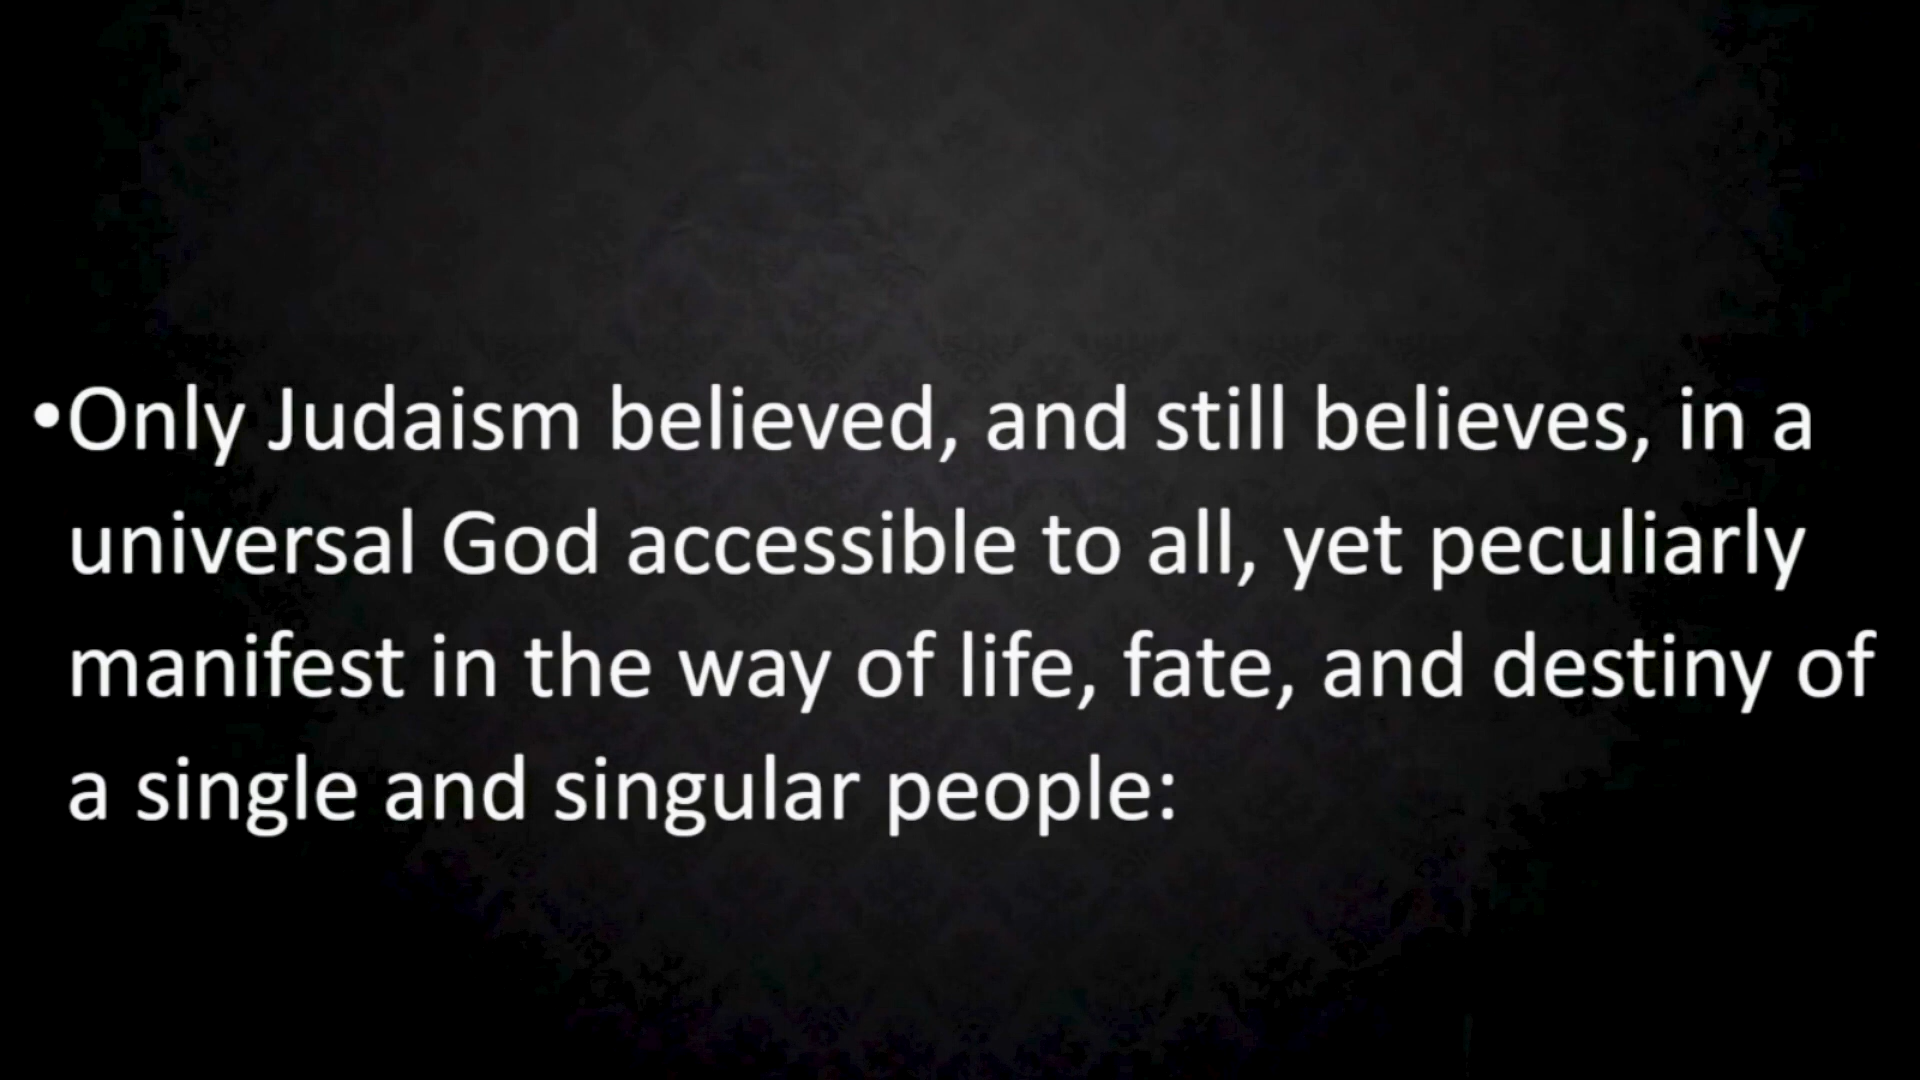 •Only Judaism believed, and still believes, in a
universal God accessible to all, yet peculiarly
manifest in the way of life, fate, and destiny of
a single and singular people: